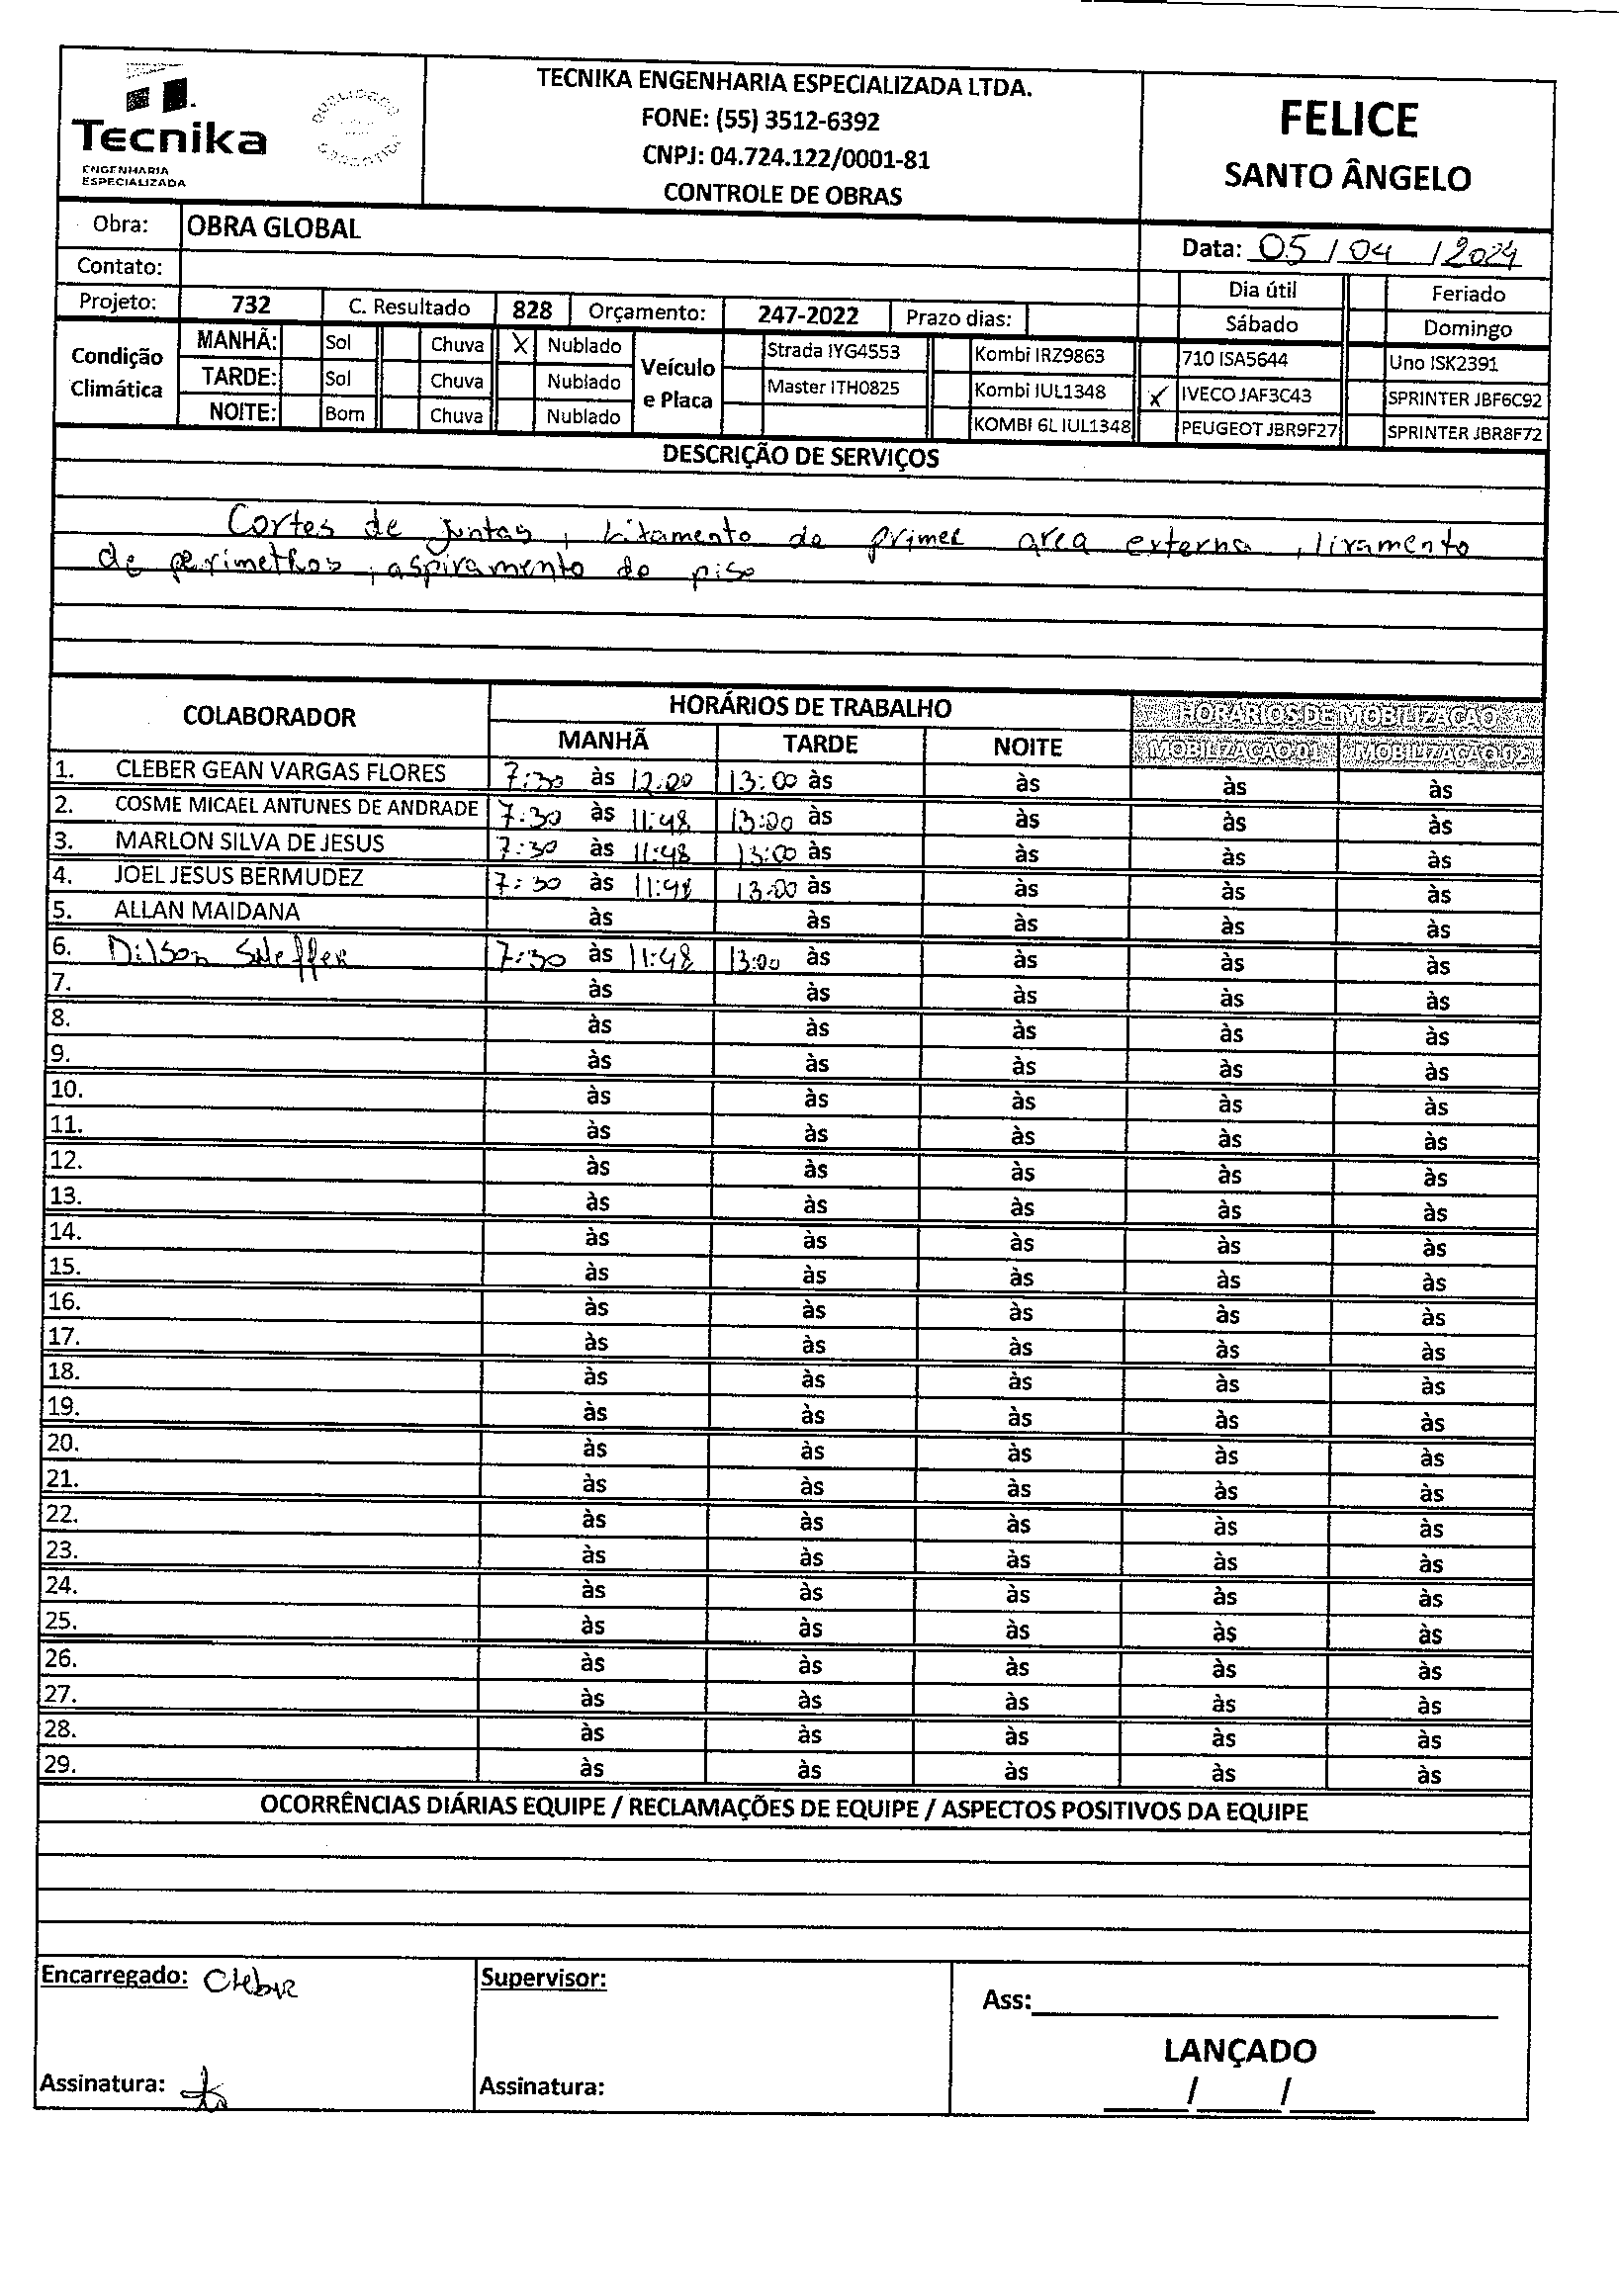 TECNIKA ENGENHARIA ESPECIALIZADA LTDA.
FONE: (55) 3512-6392
CNPJ: 04.724.122/0001-81
CONTROLE DE OBRAS
Tecnika
ENGENHARIA
ESPECIALIZADA
FELICE
SANTO ÂNGELO
Obra: OBRA GLOBAL
Data: 05/04/2024
Contato:
Dia útil Feriado
Projeto: 732 C. Resultado 828 Orçamento: 247-2022 Prazo dias: Sábado Domingo
Condição Climática
MANHÃ: Sol Chuva X Nublado
TARDE: Sol Chuva Nublado
NOITE: Bom Chuva Nublado
Veículo e Placa
Strada IYG4553 Kombi IRZ9863 710 ISA5644 Uno ISK2391
Master ITH0825 Kombi IUL1348 X IVECO JAF3C43 SPRINTER JBF6C92
KOMBI 6L IUL1348 PEUGEOT JBR9F27 SPRINTER JBR8F72
DESCRIÇÃO DE SERVIÇOS
Cortes de juntas, Lixamento de primer area externa, lixamento
de perimethos, aspiramento do piso
COLABORADOR HORÁRIOS DE TRABALHO HORÁRIOS DE MOBILIZAÇÃO
MANHÃ TARDE NOITE MOBILIZAÇÃO 01 MOBILIZAÇÃO 02
1. CLEBER GEAN VARGAS FLORES 7:30 às 12:00 13:00 às às às às
2. COSME MICAEL ANTUNES DE ANDRADE 7:30 às 11:48 13:00 às às às às
3. MARLON SILVA DE JESUS 7:30 às 11:48 13:00 às às às às
4. JOEL JESUS BERMUDEZ 7:30 às 11:48 13:00 às às às às
5. ALLAN MAIDANA às às às às às
6. Dilson 7:30 às 11:48 13:00 às às às às
7. às às às às às
8. às às às às às
9. às às às às às
10. às às às às às
11. às às às às às
12. às às às às às
13. às às às às às
14. às às às às às
15. às às às às às
16. às às às às às
17. às às às às às
18. às às às às às
19. às às às às às
20. às às às às às
21. às às às às às
22. às às às às às
23. às às às às às
24. às às às às às
25. às às às às às
26. às às às às às
27. às às às às às
28. às às às às às
29. às às às às às
OCORRÊNCIAS DIÁRIAS EQUIPE / RECLAMAÇÕES DE EQUIPE / ASPECTOS POSITIVOS DA EQUIPE
Encarregado: Cleber
Supervisor:
Ass:
LANÇADO
Assinatura:
Assinatura:
/ /